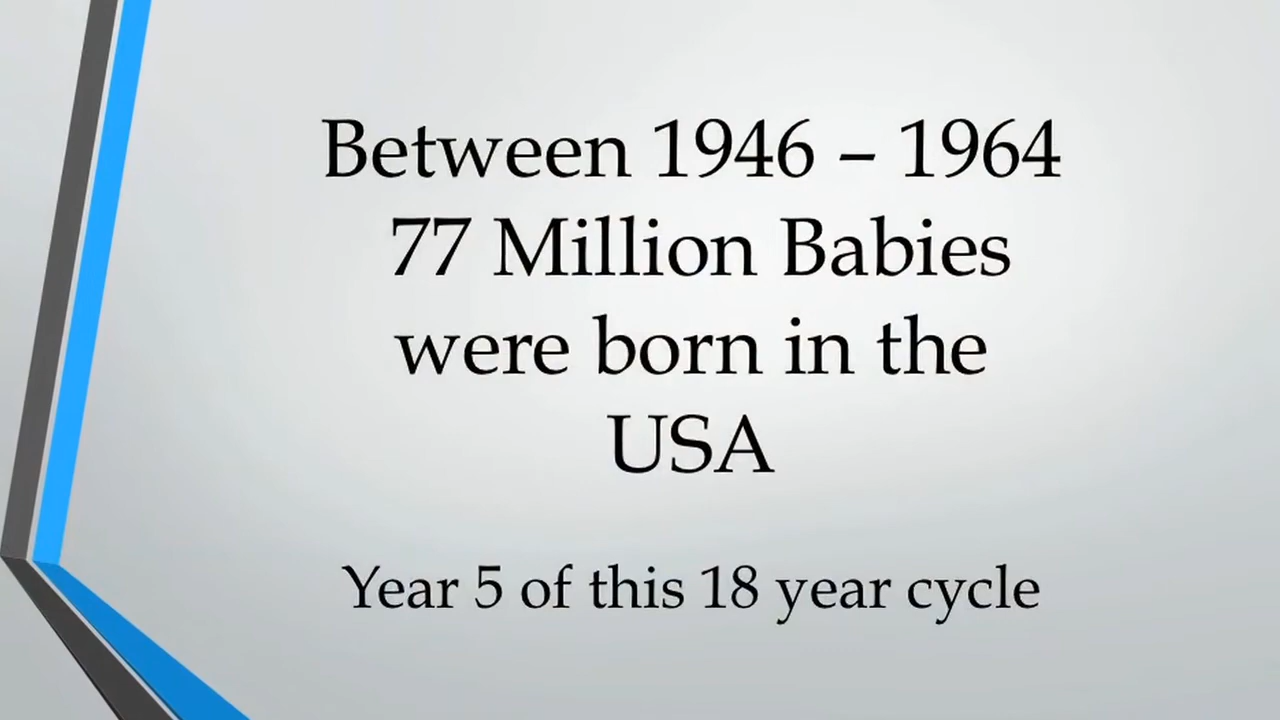 Between 1946 – 1964
77 Million Babies
were born in the
USA
Year 5 of this 18 year cycle